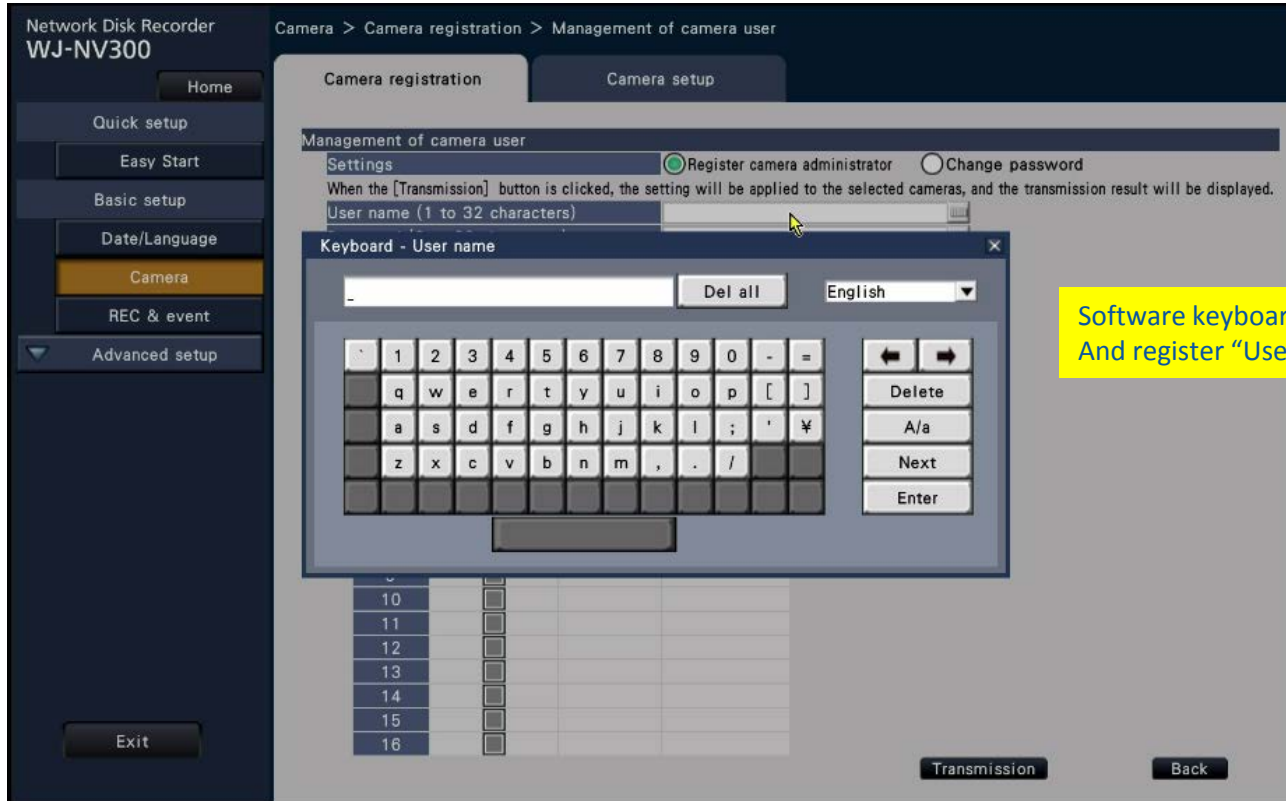 Network Disk Recorder
WJ-NV300
Home
Quick setup
Easy Start
Basic setup
Date/Language
Camera
REC & event
Advanced setup
Exit
Camera > Camera registration > Management of camera user
Camera registration
Camera setup
Management of camera user
Settings Register camera administrator Change password
When the [Transmission] button is clicked, the setting will be applied to the selected cameras, and the transmission result will be displayed.
User name (1 to 32 characters)
Keyboard - User name
_ Del all English
` 1 2 3 4 5 6 7 8 9 0 - =
q w e r t y u i o p [ ] Delete
a s d f g h j k l ; ' ¥ A/a
z x c v b n m , . / Next
Enter
10
11
12
13
14
15
16
Transmission Back
Software
And register